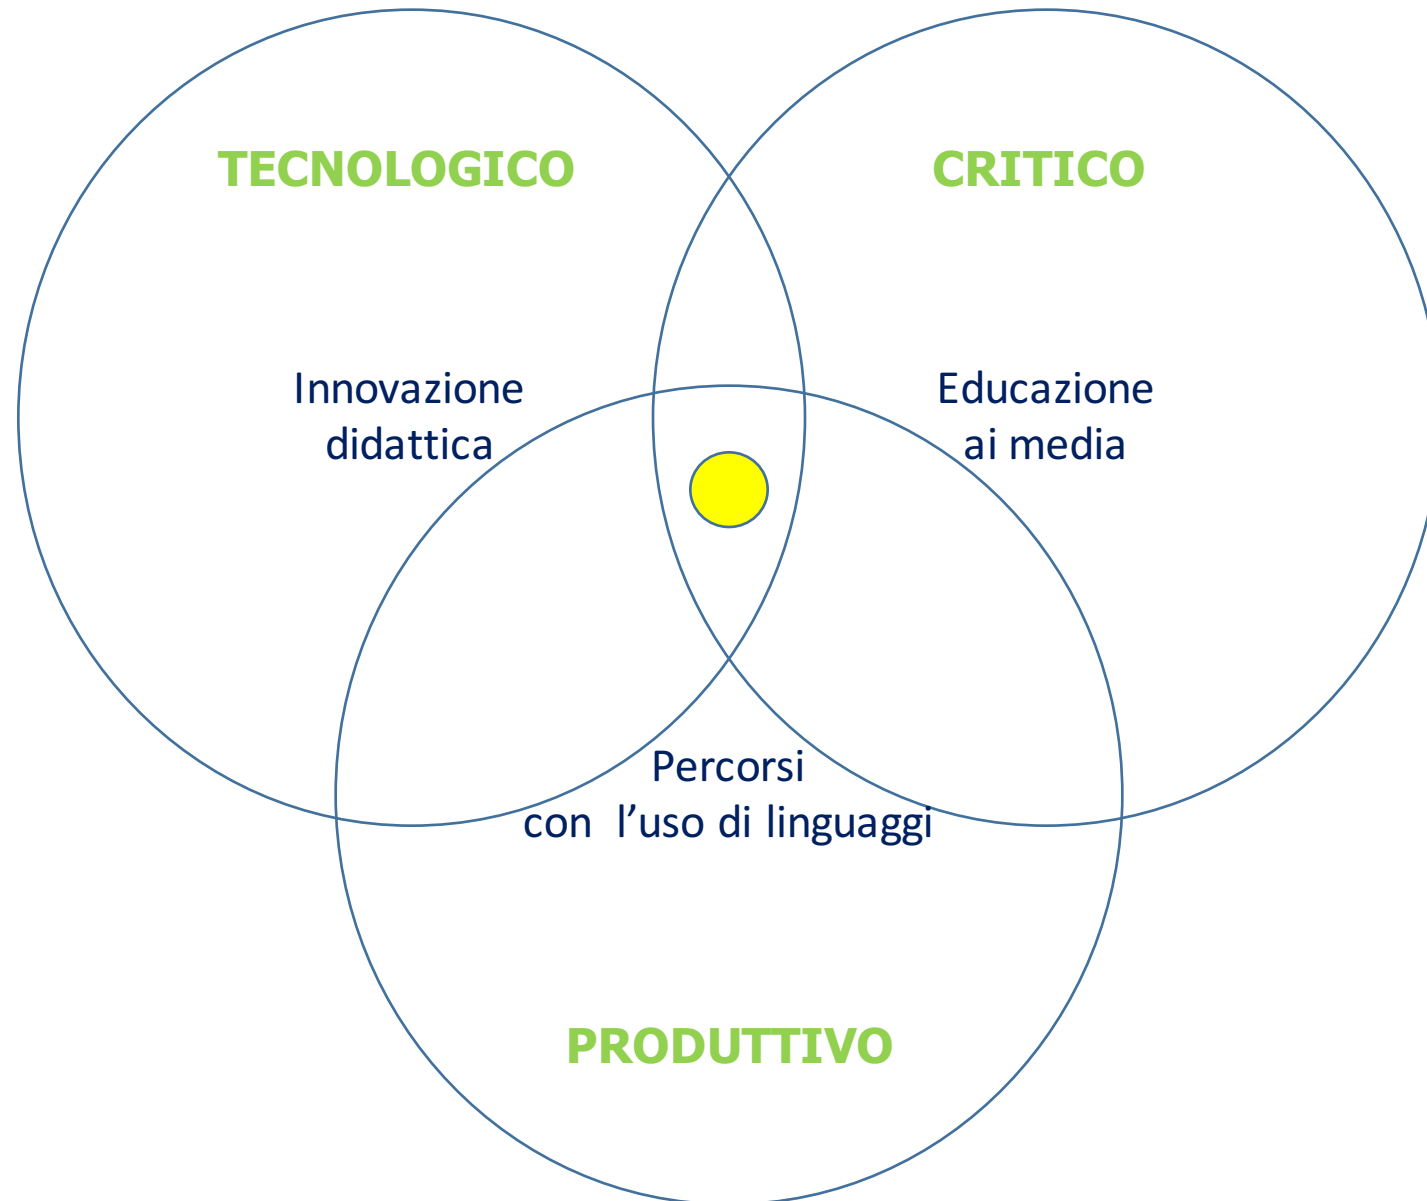 TECNOLOGICO
CRITICO
Innovazione
didattica
Educazione
ai media
Percorsi
con  l’uso di linguaggi
PRODUTTIVO